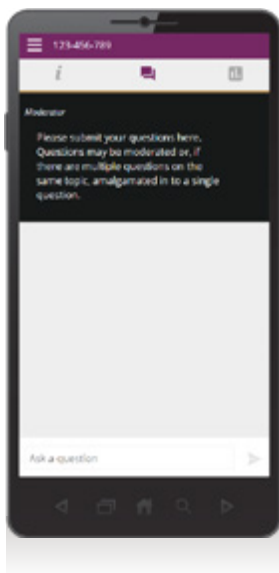 123-456-789
i
Moderator
Please submit your questions here.
Questions may be moderated or, if
there are multiple questions on the
same topic, amalgamated in to a single
question.
Ask a question